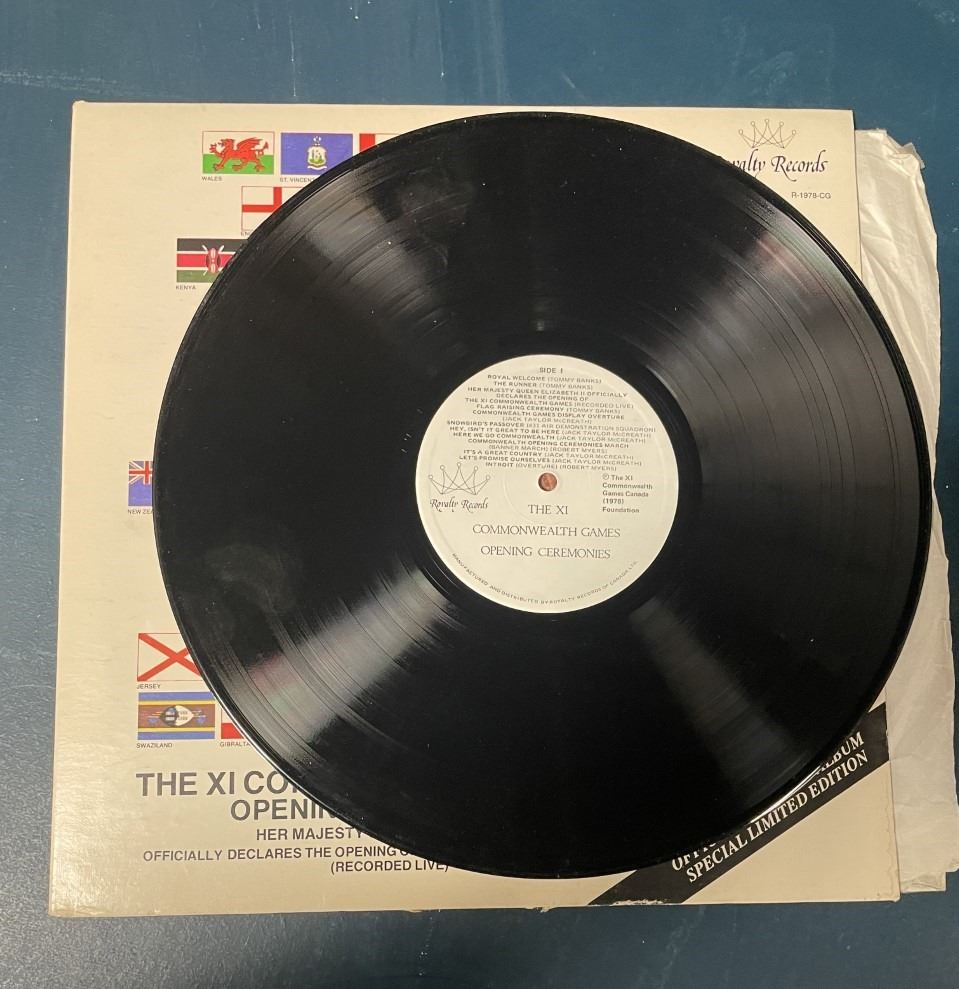 WALES
ST. VINCENT
KENYA
Royalty Records
R-1978-CG
SIDE 1
ROYAL WELCOME (TOMMY BANKS)
THE RUNNER (TOMMY BANKS)
HER MAJESTY QUEEN ELIZABETH II OFFICIALLY
DECLARES THE OPENING OF
THE XI COMMONWEALTH GAMES (RECORDED LIVE)
FLAG RAISING CEREMONY (TOMMY BANKS)
COMMONWEALTH GAMES DISPLAY OVERTURE
(JACK TAYLOR McCREATH)
SNOWBIRD'S PASSOVER (431 AIR DEMONSTRATION SQUADRON)
HEY, ISN'T IT GREAT TO BE HERE (JACK TAYLOR McCREATH)
HERE WE GO COMMONWEALTH (JACK TAYLOR McCREATH)
COMMONWEALTH OPENING CEREMONIES MARCH
(BANNER MARCH) (ROBERT MYERS)
IT'S A GREAT COUNTRY (JACK TAYLOR McCREATH)
LET'S PROMISE OURSELVES (JACK TAYLOR McCREATH)
INTROIT (OVERTURE) (ROBERT MYERS)
Royalty Records
℗ The XI
Commonwealth
Games Canada
(1978)
Foundation
THE XI
COMMONWEALTH GAMES
OPENING CEREMONIES
MANUFACTURED AND DISTRIBUTED BY ROYALTY RECORDS OF CANADA LTD.
NEW ZEA
JERSEY
SWAZILAND
GIBRALTA
THE XI CO
OPENIN
HER MAJESTY
OFFICIALLY DECLARES THE OPENING
(RECORDED LIVE)
ALBUM
SPECIAL LIMITED EDITION